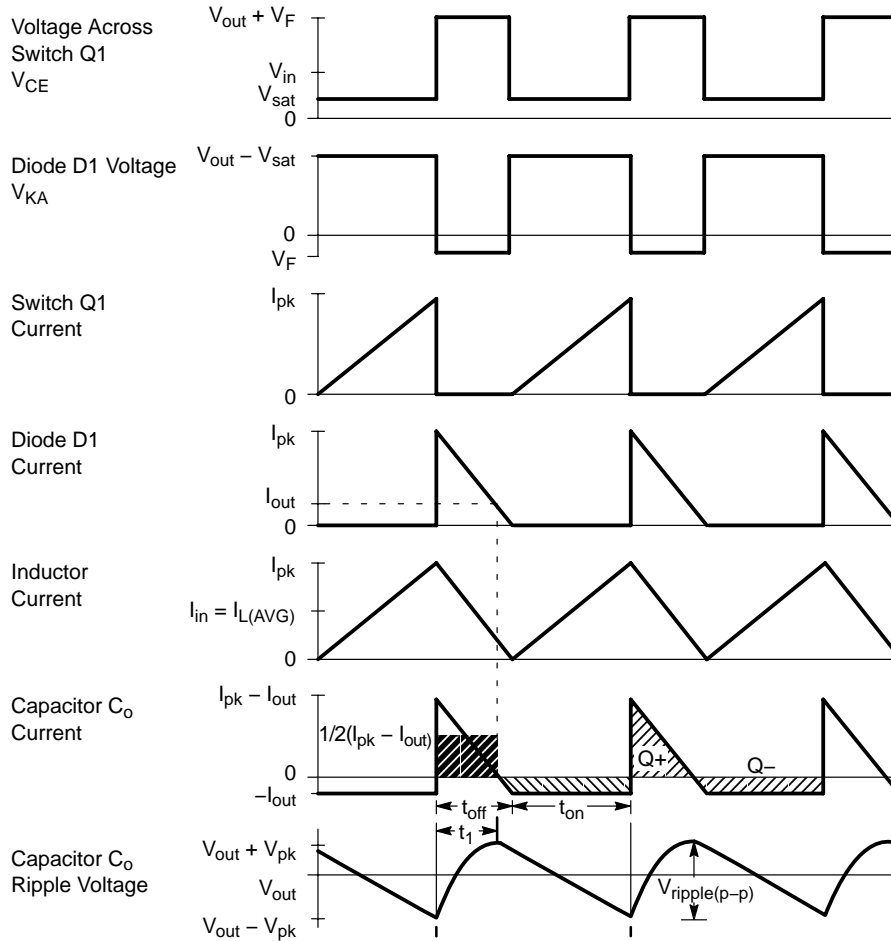 Voltage Across
Switch Q1
VCE
Vout + VF
Vin
Vsat
0
Diode D1 Voltage
VKA
Vout – Vsat
0
VF
Switch Q1
Current
Ipk
0
Diode D1
Current
Ipk
Iout
0
Inductor
Current
Ipk
Iin = IL(AVG)
0
Capacitor Co
Current
Ipk – Iout
1/2(Ipk – Iout)
0
–Iout
Q+
Q–
toff
ton
t1
Capacitor Co
Ripple Voltage
Vout + Vpk
Vout
Vout – Vpk
Vripple(p–p)